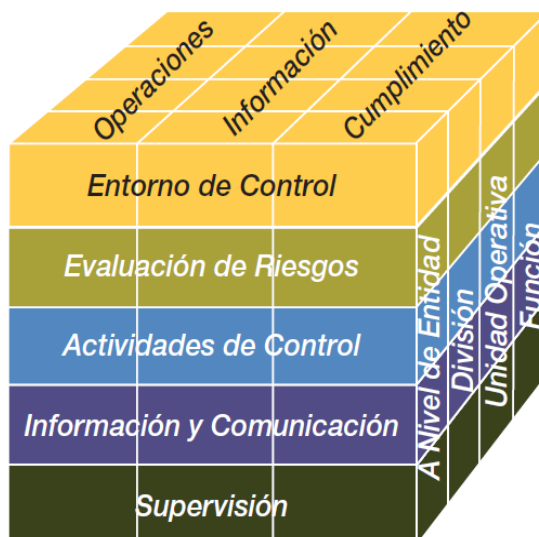 Operaciones
Información
Cumplimiento
Entorno de Control
Evaluación de Riesgos
Actividades de Control
Información y Comunicación
Supervisión
A Nivel de Entidad
División
Unidad Operativa
Función